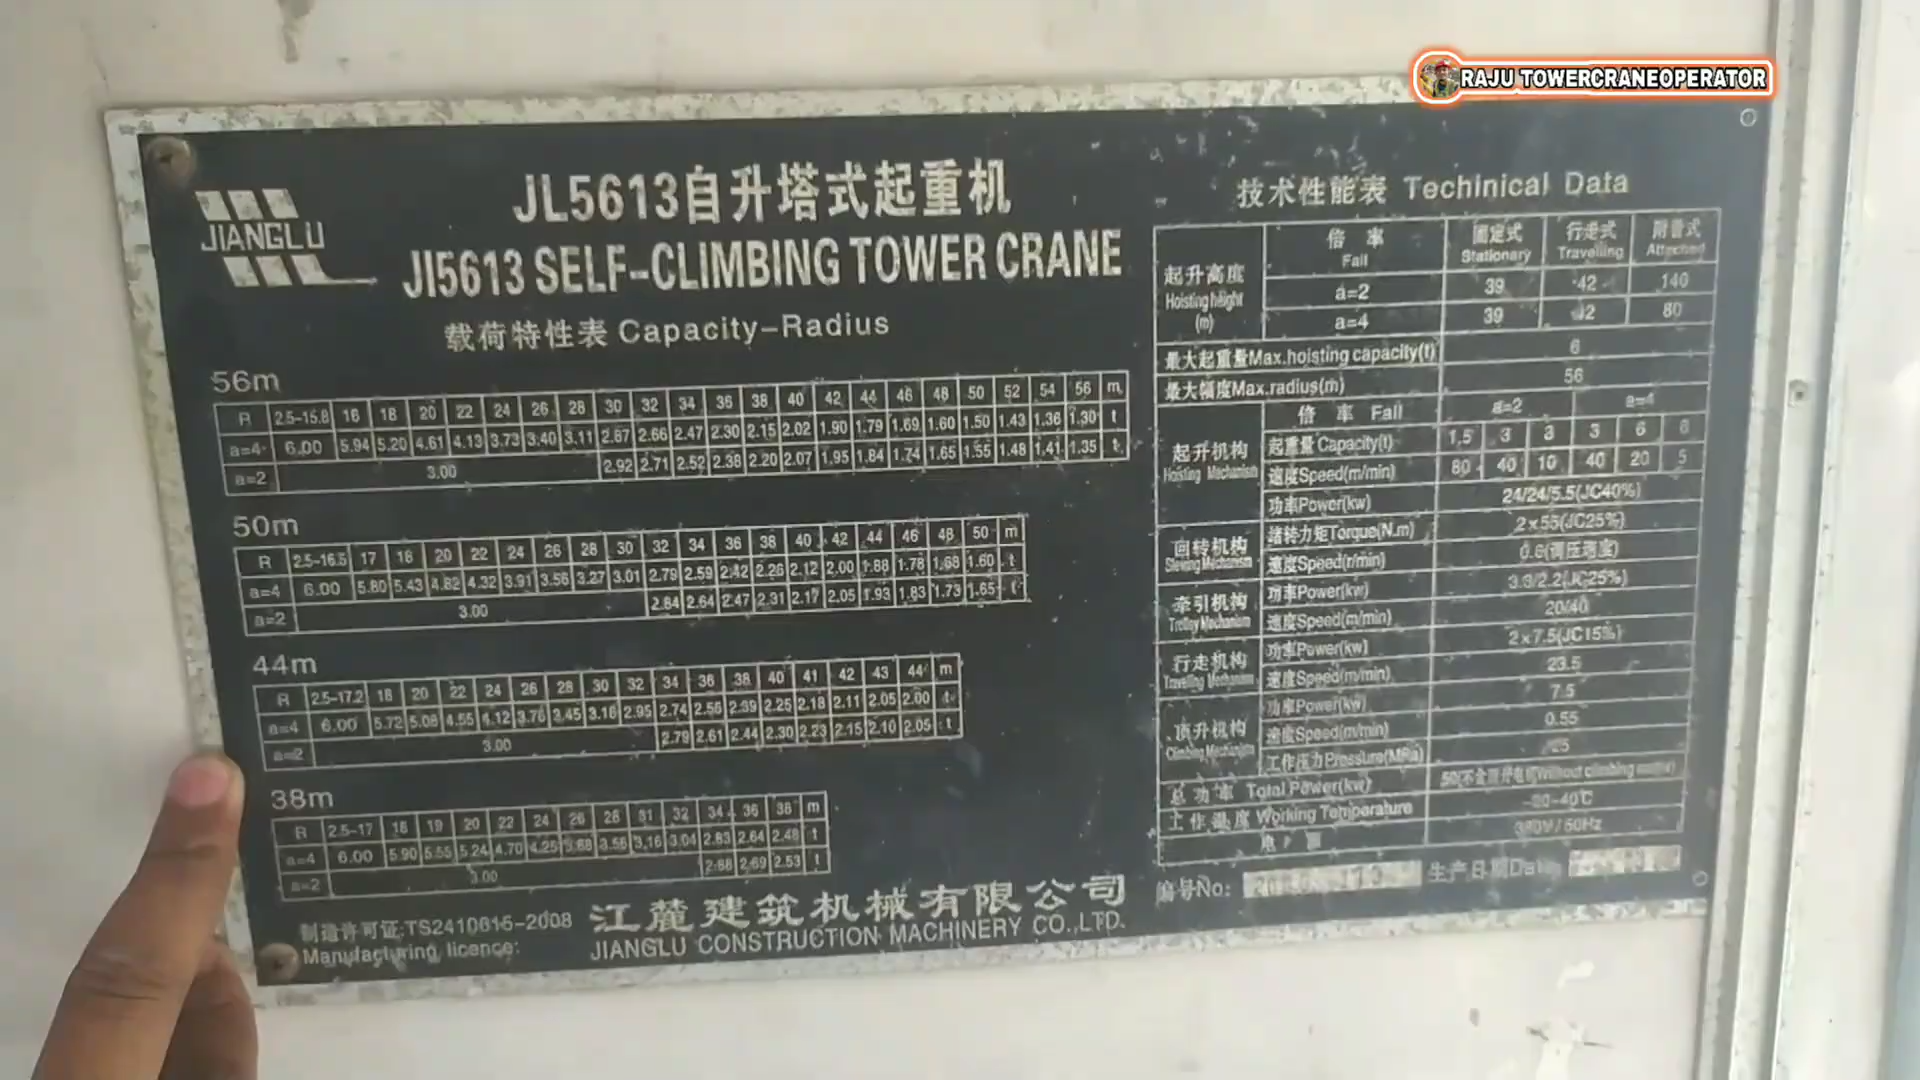 RAJU TOWERCRANEOPERATOR
JIANGLU
JL5613自升塔式起重机
JI5613 SELF-CLIMBING TOWER CRANE
载荷特性表 Capacity-Radius
56m
R 2.5-15.8 16 18 20 22 24 26 28 30 32 34 36 38 40 42 44 46 48 50 52 54 56 m
a=4 6.00 5.94 5.20 4.61 4.13 3.73 3.40 3.11 2.87 2.66 2.47 2.30 2.15 2.02 1.90 1.79 1.69 1.60 1.50 1.43 1.36 1.30 t
a=2 3.00 2.92 2.71 2.52 2.38 2.20 2.07 1.95 1.84 1.74 1.65 1.55 1.48 1.41 1.35 t
50m
R 2.5-16.5 17 18 20 22 24 26 28 30 32 34 36 38 40 42 44 46 48 50 m
a=4 6.00 5.80 5.43 4.82 4.32 3.91 3.56 3.27 3.01 2.79 2.59 2.42 2.26 2.12 2.00 1.88 1.78 1.68 1.60 t
a=2 3.00 2.84 2.64 2.47 2.31 2.17 2.05 1.93 1.83 1.73 1.65 t
44m
R 2.5-17.2 18 20 22 24 26 28 30 32 34 36 38 40 41 42 43 44 m
a=4 6.00 5.72 5.08 4.55 4.12 3.76 3.45 3.16 2.95 2.74 2.56 2.39 2.25 2.18 2.11 2.05 2.00 t
a=2 3.00 2.79 2.61 2.44 2.30 2.23 2.15 2.10 2.05 t
38m
R 2.5-17 18 19 20 22 24 26 28 31 32 34 36 38 m
a=4 6.00 5.90 5.55 5.24 4.70 4.25 3.56 3.16 3.04 2.83 2.64 2.48 t
a=2 3.00 2.88 2.69 2.53 t
制造许可证:TS2410615-2008
Manufacturing licence:
江麓建筑机械有限公司
JIANGLU CONSTRUCTION MACHINERY CO.,LTD.
技术性能表 Techinical Data
起升高度 Hoisting height (m) 倍率 Fall 固定式 Stationary 行走式 Travelling 附着式 Attached
a=2 39 42 140
a=4 39 42 80
最大起重量Max.hoisting capacity(t) 6
最大幅度Max.radius(m) 56
起升机构 Hoisting Mechanism 倍率 Fall a=2 a=4
起重量 Capacity(t) 1.5 3 3 3 6 6
速度Speed(m/min) 80 40 10 40 20 5
功率Power(kw) 24/24/5.5(JC40%)
回转机构 Slewing Mechanism 堵转力矩Torque(N.m) 2×55(JC25%)
速度Speed(r/min) 0.6(调压调速)
牵引机构 Trolley Mechanism 功率Power(kw) 3.3/2.2(JC25%)
速度Speed(m/min) 20/40
行走机构 Travelling Mechanism 功率Power(kw) 2×7.5(JC15%)
速度Speed(m/min) 23.5
顶升机构 Climbing Mechanism 功率Power(kw) 7.5
速度Speed(m/min) 0.55
工作压力Pressure(MPa) 25
总功率 Total Power(kw) (不含顶升电机Without climbing motor)
工作温度 Working Temperature -20~40℃
电 源 380V/50Hz
编号No: 生产日期Date: